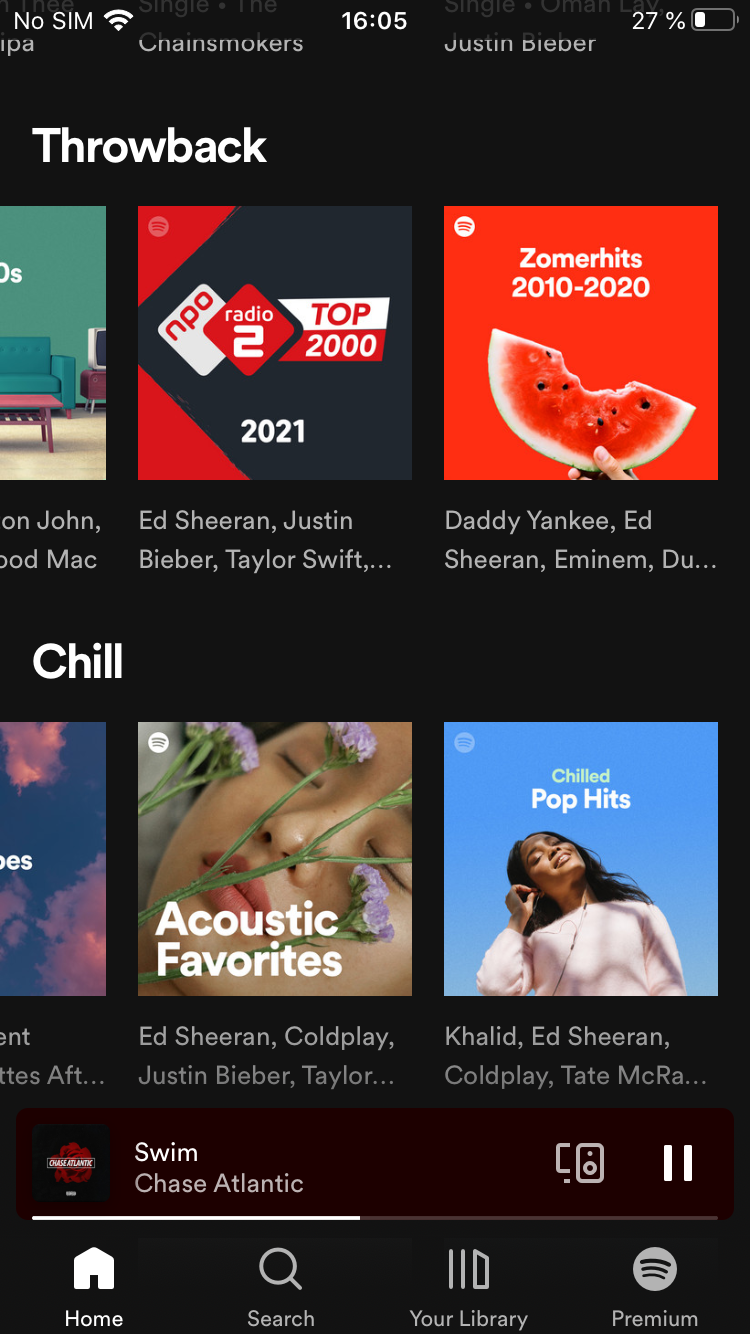 No SIM 16:05 27 %
Single • The Single • Oman Lay,
ipa Chainsmokers Justin Bieber
Throwback
0s
npo radio 2 TOP 2000
2021
Zomerhits
2010-2020
on John, Ed Sheeran, Justin Daddy Yankee, Ed
ood Mac Bieber, Taylor Swift,... Sheeran, Eminem, Du...
Chill
bes
Acoustic
Favorites
Chilled
Pop Hits
ent Ed Sheeran, Coldplay, Khalid, Ed Sheeran,
ttes Aft... Justin Bieber, Taylor... Coldplay, Tate McRa...
CHASE ATLANTIC
Swim
Chase Atlantic
Home Search Your Library Premium